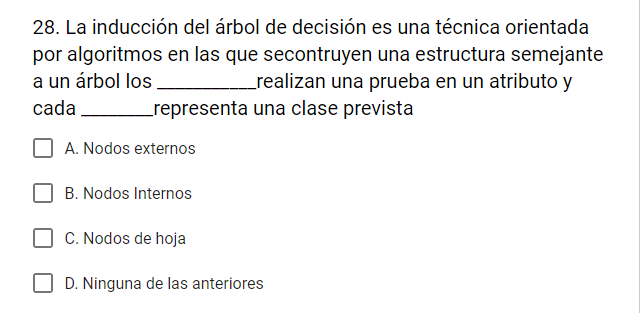 28. La inducción del árbol de decisión es una técnica orientada
por algoritmos en las que secontruyen una estructura semejante
a un árbol los ___________realizan una prueba en un atributo y
cada ________representa una clase prevista
A. Nodos externos
B. Nodos Internos
C. Nodos de hoja
D. Ninguna de las anteriores